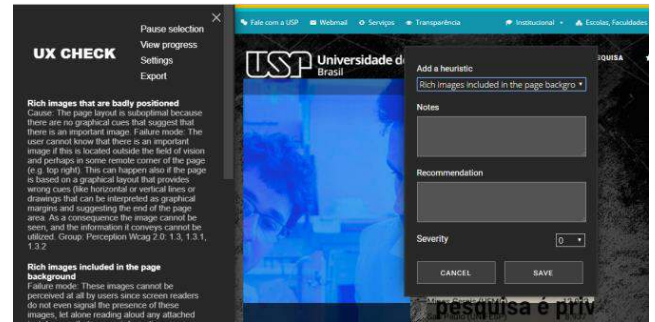 UX CHECK
Pause selection
View progress
Settings
Export
Rich images that are badly positioned
Cause: The page layout is suboptimal because
there are no graphical cues that suggest that
there is an important image. Failure mode: The
user cannot know that there is an important
image if this is located outside the field of vision
and perhaps in some remote corner of the page
(e.g. top right). This can happen also if the page
is based on a graphical layout that provides
wrong cues (like horizontal or vertical lines or
drawings that can be interpreted as graphical
margins and suggesting the end of the page
area. As a consequence the image cannot be
seen, and the information it conveys cannot be
utilized. Group: Perception Wcag 2.0: 1.3, 1.3.1,
1.3.2
Rich images included in the page
background
Failure mode: These images cannot be
perceived at all by users since screen readers
do not even signal the presence of these
images, let alone reading aloud any attached
Fale com a USP Webmail Serviços Transparência Institucional Escolas, Faculdades
USP Universidade d
Brasil
ESQUISA
Add a heuristic
Rich images included in the page backgro
Notes
Recommendation
Severity
0
CANCEL
SAVE
pesquisa é priv